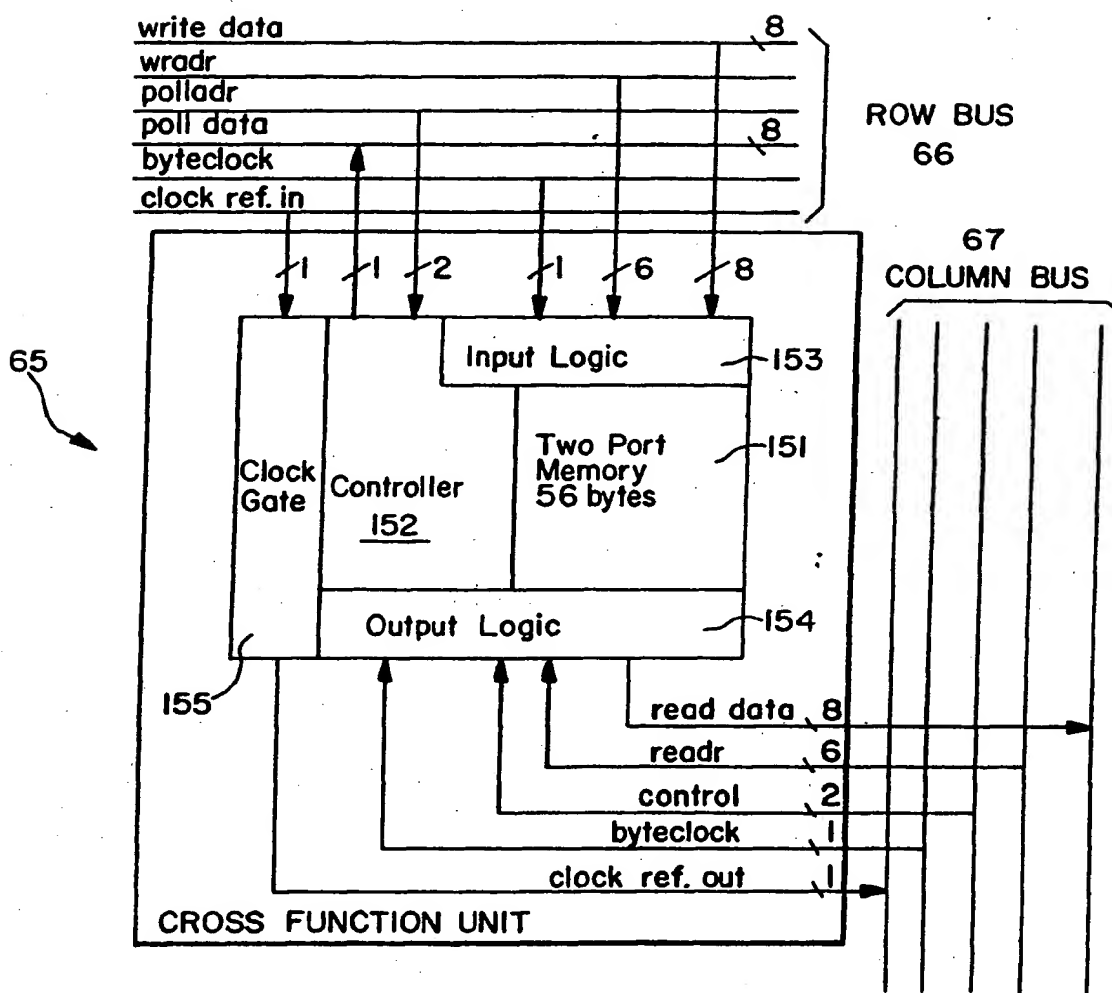 write data 8
wradr
polladr
poll data 8
byteclock
clock ref. in
ROW BUS
66
1 1 2 1 6 8
67
COLUMN BUS
65
Input Logic 153
Two Port
Memory
56 bytes
151
Clock
Gate
Controller
152
Output Logic 154
155
read data 8
readr 6
control 2
byteclock 1
clock ref. out 1
CROSS FUNCTION UNIT